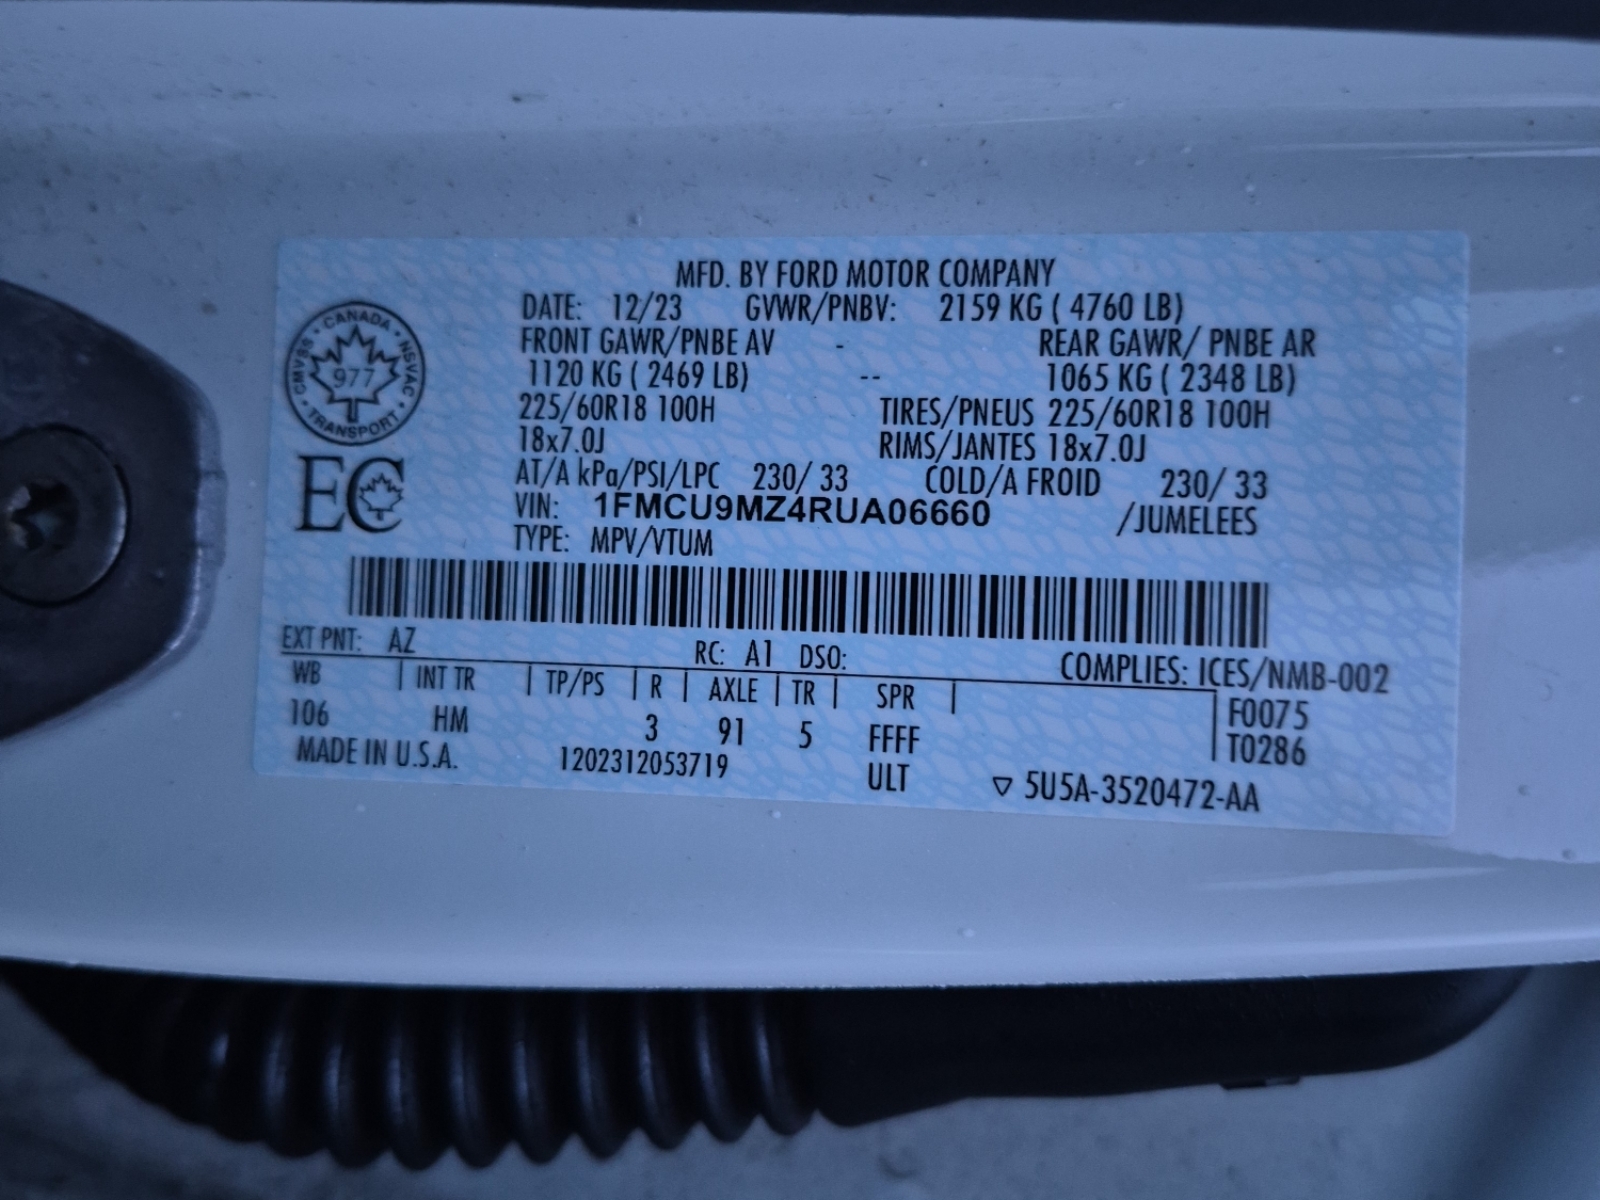 MFD. BY FORD MOTOR COMPANY
DATE: 12/23 GVWR/PNBV: 2159 KG ( 4760 LB)
FRONT GAWR/PNBE AV - REAR GAWR/ PNBE AR
1120 KG ( 2469 LB) -- 1065 KG ( 2348 LB)
225/60R18 100H TIRES/PNEUS 225/60R18 100H
18x7.0J RIMS/JANTES 18x7.0J
AT/A kPa/PSI/LPC 230/ 33 COLD/A FROID 230/ 33
VIN: 1FMCU9MZ4RUA06660 /JUMELEES
TYPE: MPV/VTUM
CANADA
CMVSS NSVAC
977
TRANSPORT
EC
EXT PNT: AZ RC: A1 DSO: COMPLIES: ICES/NMB-002
WB | INT TR | TP/PS | R | AXLE | TR | SPR | F0075
106 HM 3 91 5 FFFF T0286
MADE IN U.S.A. 1202312053719 ULT ▽ 5U5A-3520472-AA